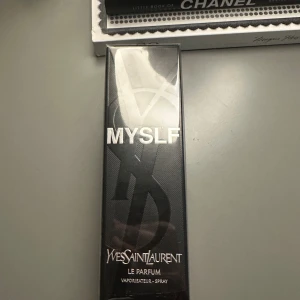 CHANEL
MYSLF
YVESSAINTLAURENT
LE PARFUM
VAPORISATEUR - SPRAY